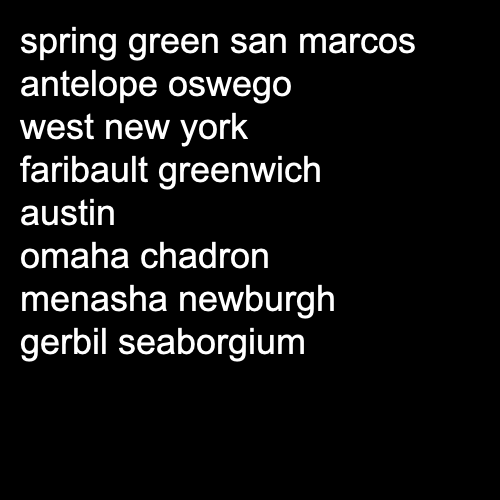 spring green san marcos
antelope oswego
west new york
faribault greenwich
austin
omaha chadron
menasha newburgh
gerbil seaborgium